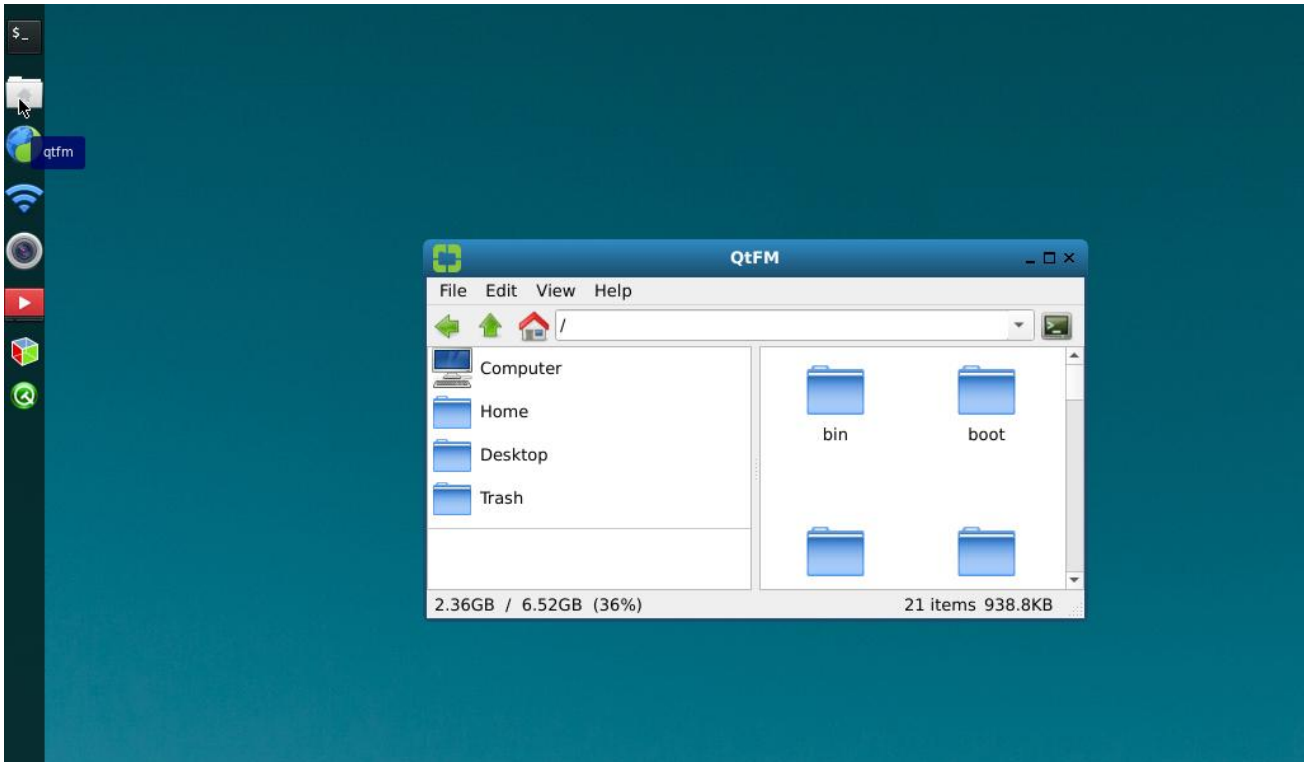 $_
qtfm
QtFM
File Edit View Help
/
Computer
Home
Desktop
Trash
bin boot
2.36GB / 6.52GB (36%) 21 items 938.8KB